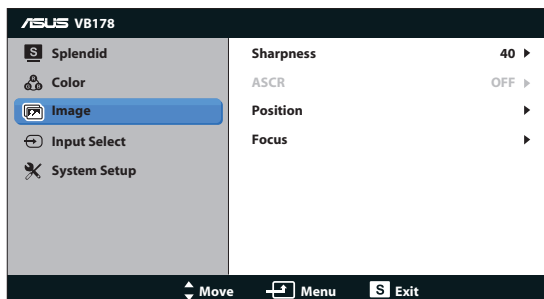 ASUS VB178
S Splendid
Color
Image
Input Select
System Setup
Sharpness 40
ASCR OFF
Position
Focus
Move Menu S Exit